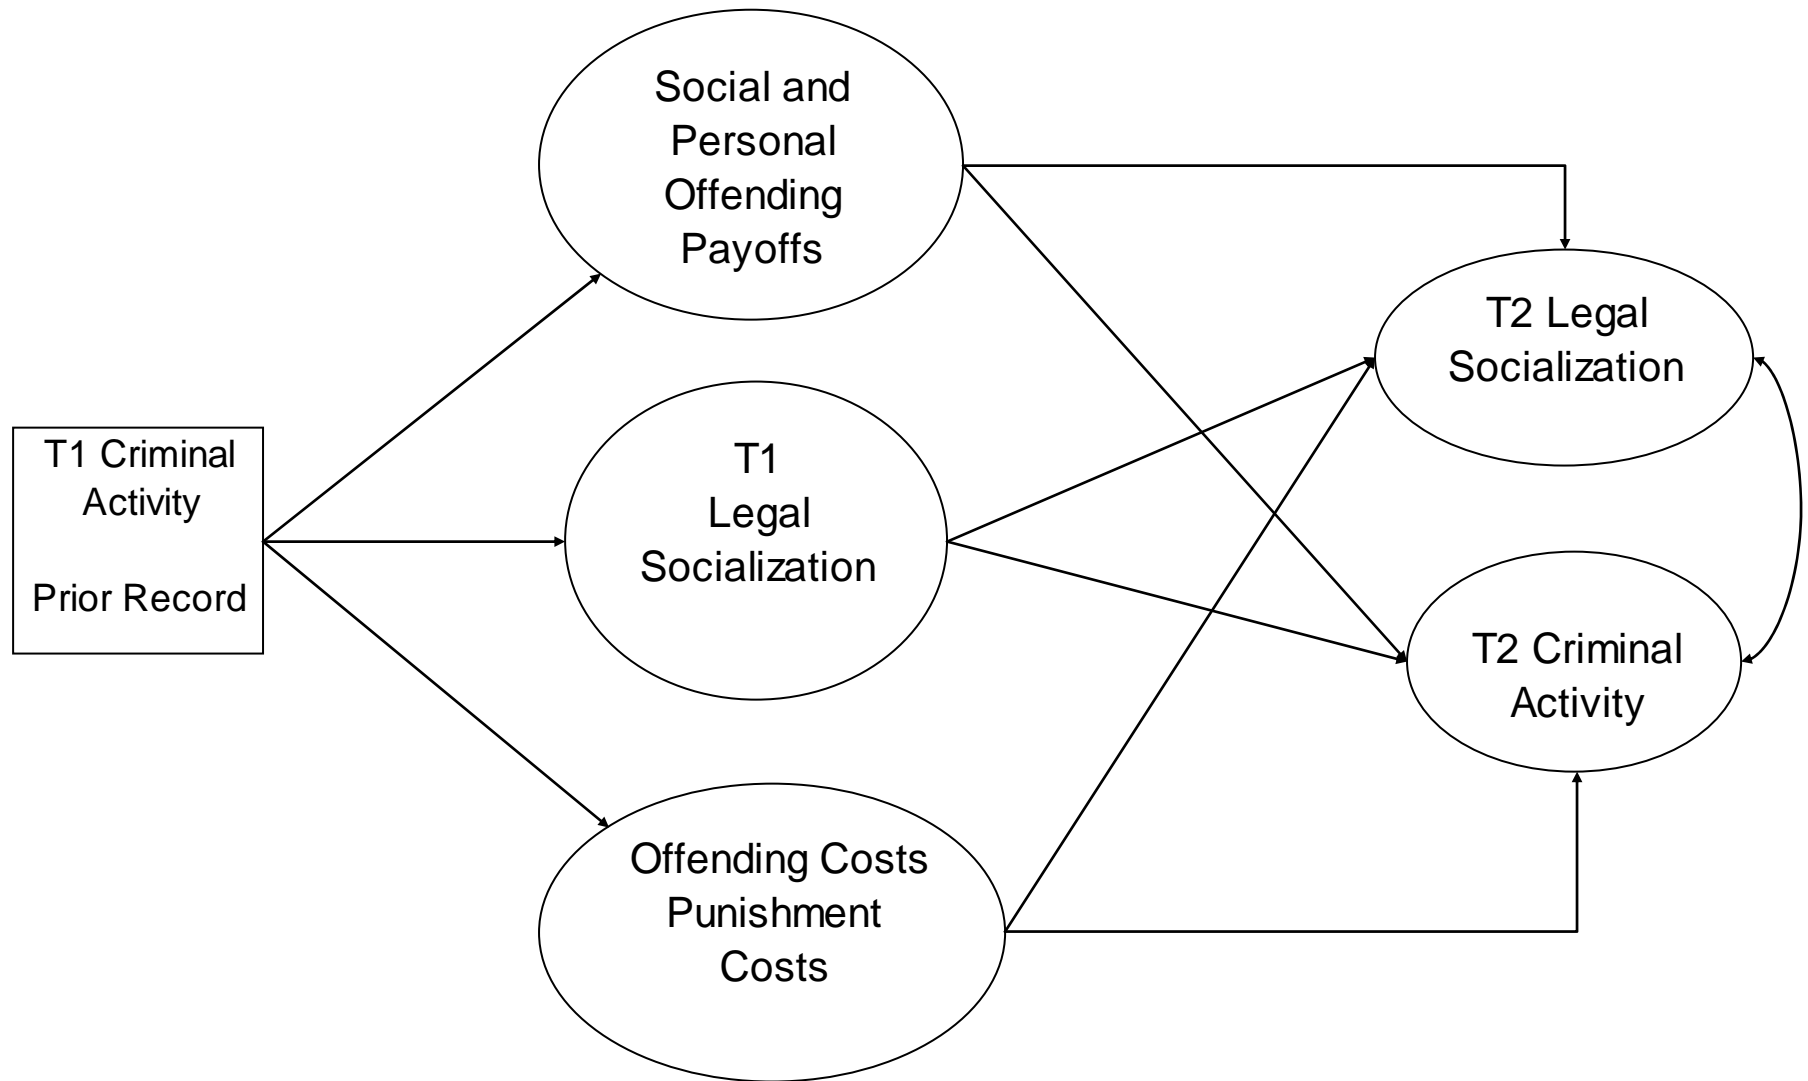 Social and
Personal
Offending
Payoffs
T2 Legal
Socialization
T1 Criminal
Activity
Prior Record
T1
Legal
Socialization
T2 Criminal
Activity
Offending Costs
Punishment
Costs